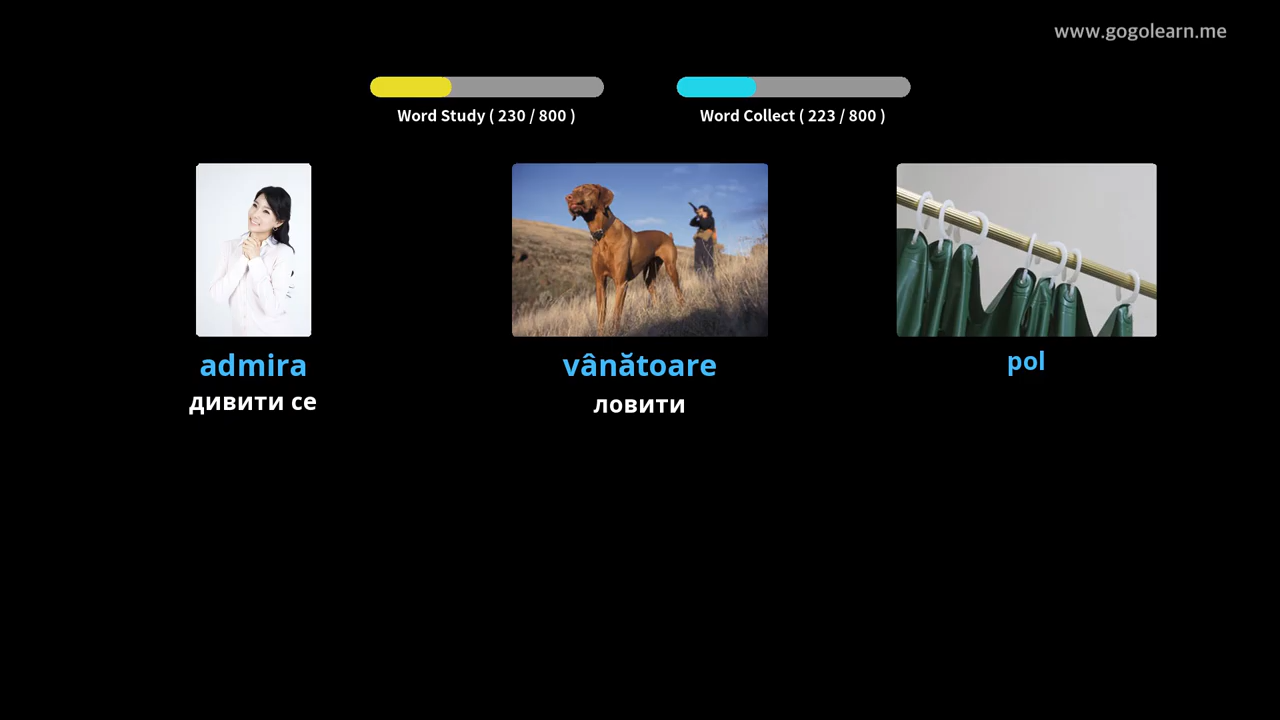 www.gogolearn.me
Word Study ( 230 / 800 )
Word Collect ( 223 / 800 )
admira
дивити се
vânătoare
ловити
pol